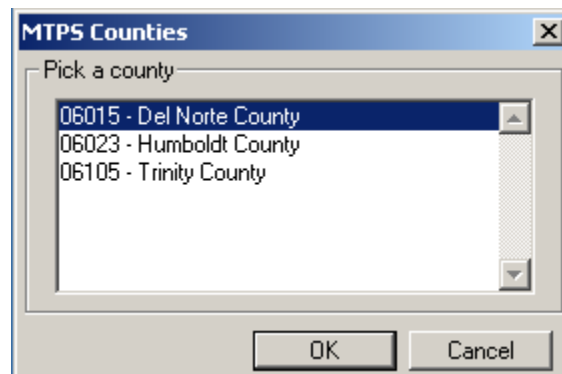 MTPS Counties
Pick a county
06015 - Del Norte County
06023 - Humboldt County
06105 - Trinity County
OK
Cancel